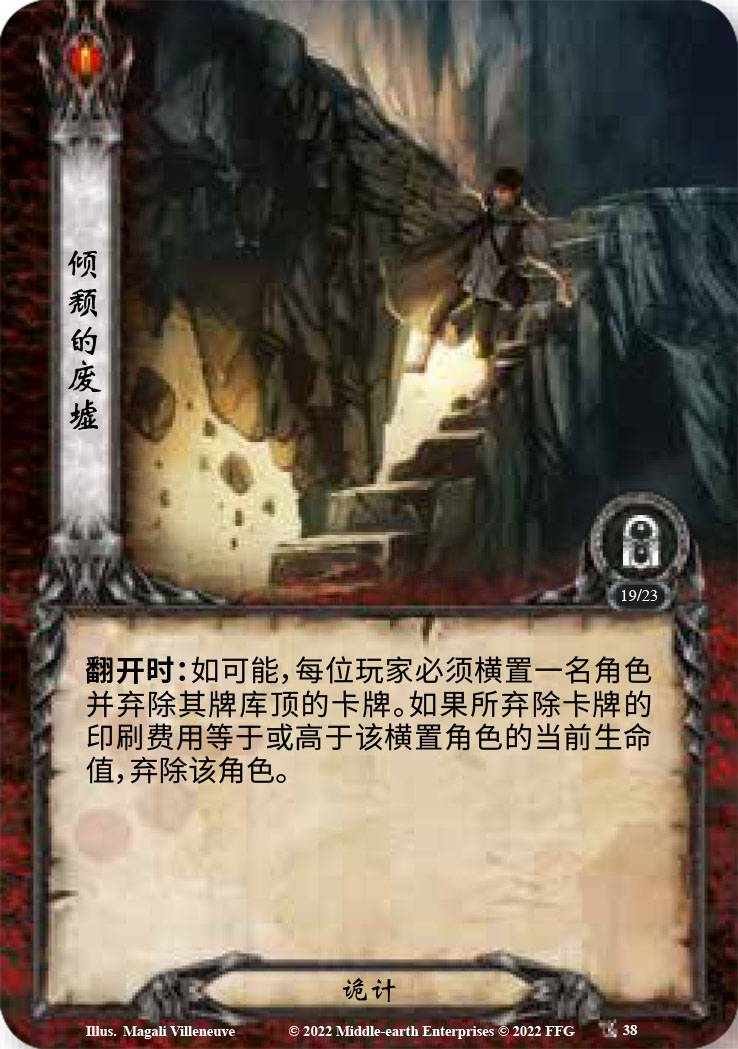 倾颓的废墟
19/23
翻开时：如可能，每位玩家必须横置一名角色
并弃除其牌库顶的卡牌。如果所弃除卡牌的
印刷费用等于或高于该横置角色的当前生命
值，弃除该角色。
诡计
Illus. Magali Villeneuve © 2022 Middle-earth Enterprises © 2022 FFG 38